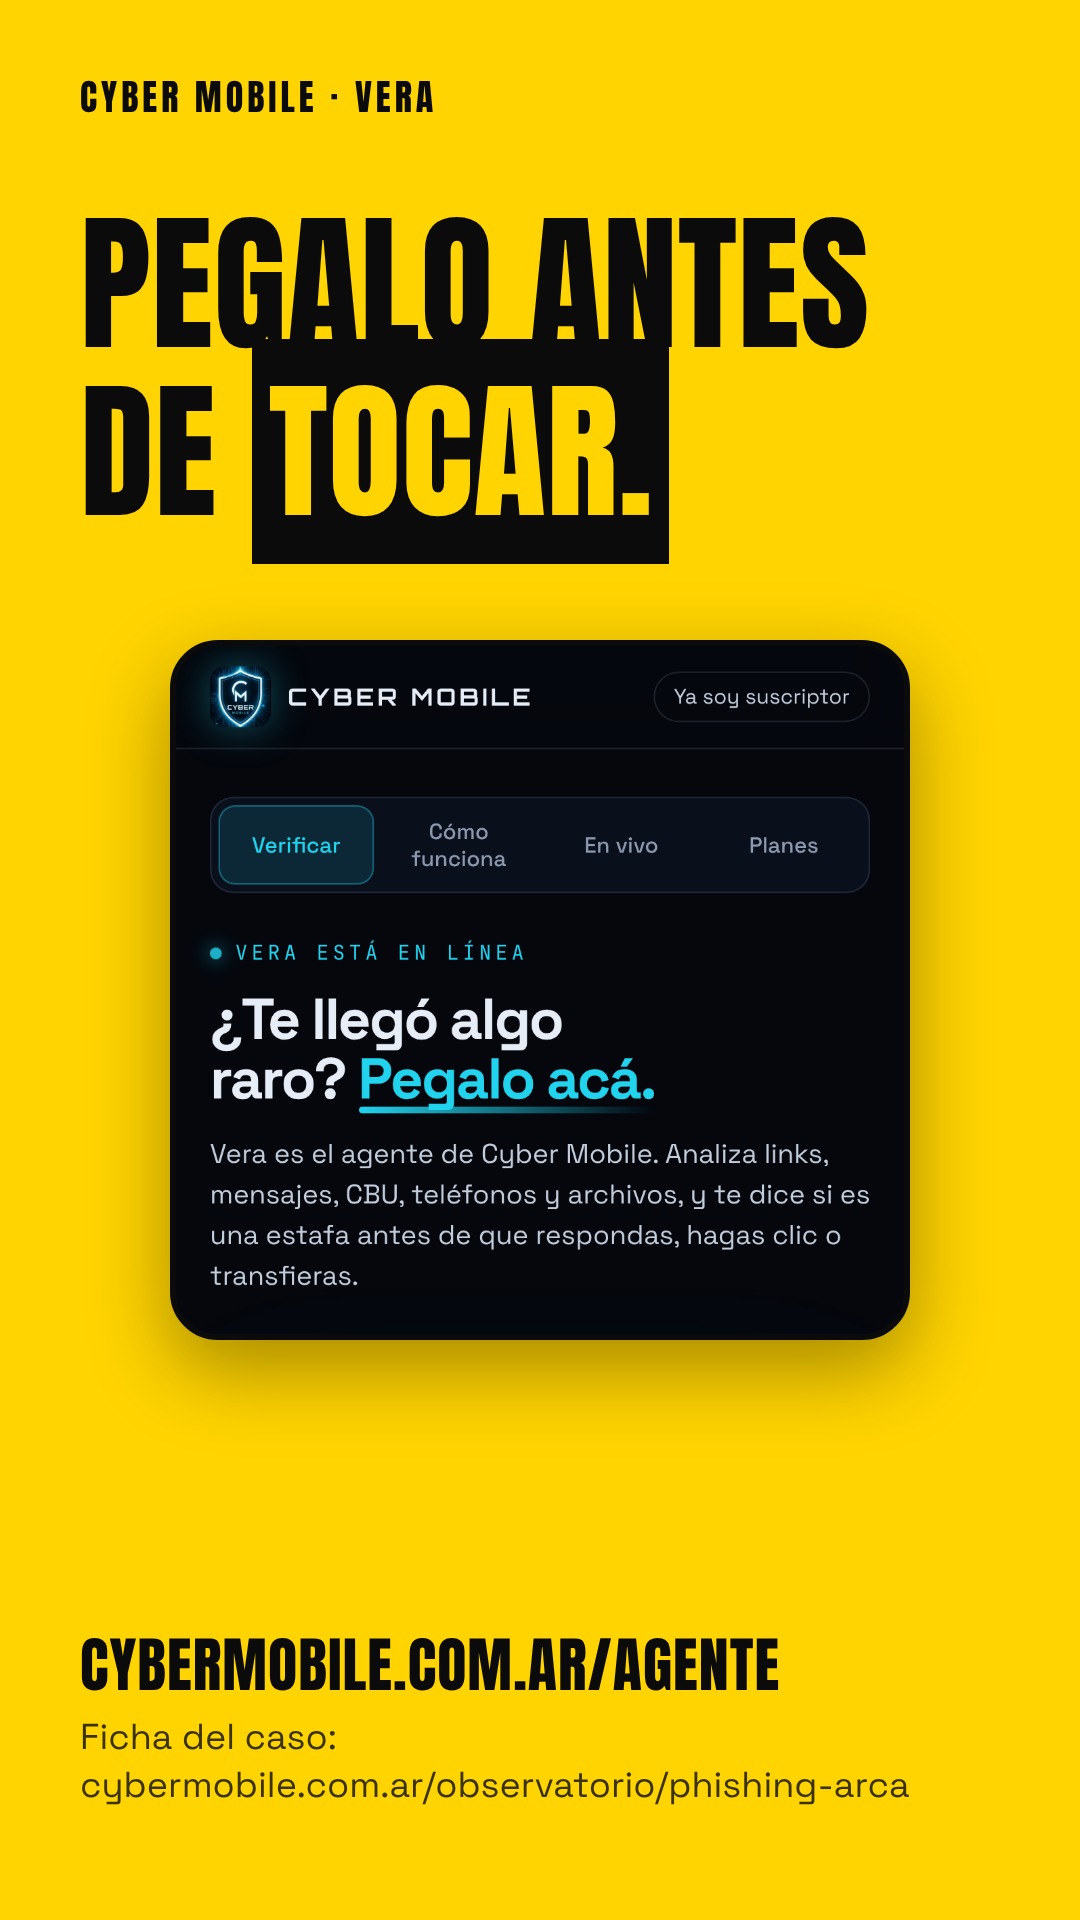 CYBER MOBILE · VERA
PEGALO ANTES
DE TOCAR.
CM
CYBER
MOBILE
CYBER MOBILE
Ya soy suscriptor
Verificar
Cómo
funciona
En vivo
Planes
VERA ESTÁ EN LÍNEA
¿Te llegó algo
raro? Pegalo acá.
Vera es el agente de Cyber Mobile. Analiza links,
mensajes, CBU, teléfonos y archivos, y te dice si es
una estafa antes de que respondas, hagas clic o
transfieras.
CYBERMOBILE.COM.AR/AGENTE
Ficha del caso:
cybermobile.com.ar/observatorio/phishing-arca